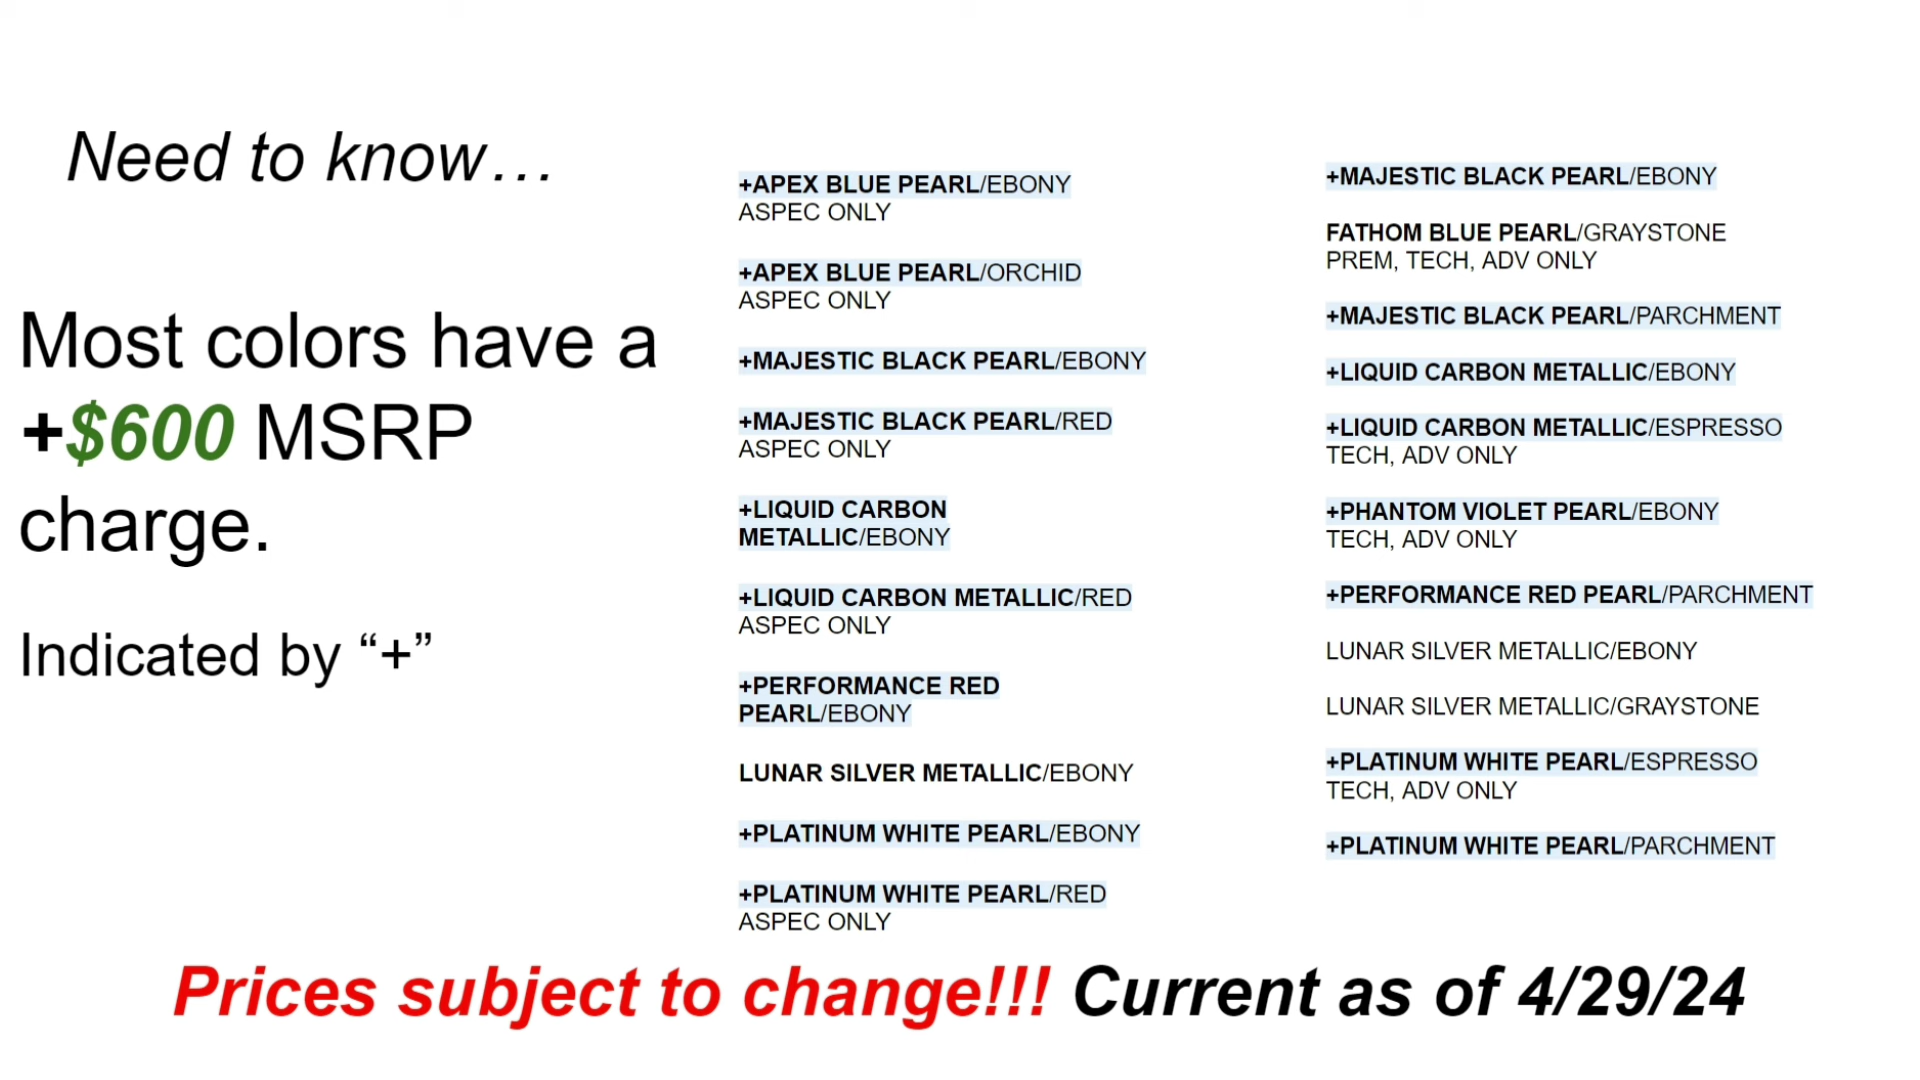 Need to know…
Most colors have a
+$600 MSRP
charge.
Indicated by “+”
+APEX BLUE PEARL/EBONY
ASPEC ONLY
+APEX BLUE PEARL/ORCHID
ASPEC ONLY
+MAJESTIC BLACK PEARL/EBONY
+MAJESTIC BLACK PEARL/RED
ASPEC ONLY
+LIQUID CARBON
METALLIC/EBONY
+LIQUID CARBON METALLIC/RED
ASPEC ONLY
+PERFORMANCE RED
PEARL/EBONY
LUNAR SILVER METALLIC/EBONY
+PLATINUM WHITE PEARL/EBONY
+PLATINUM WHITE PEARL/RED
ASPEC ONLY
+MAJESTIC BLACK PEARL/EBONY
FATHOM BLUE PEARL/GRAYSTONE
PREM, TECH, ADV ONLY
+MAJESTIC BLACK PEARL/PARCHMENT
+LIQUID CARBON METALLIC/EBONY
+LIQUID CARBON METALLIC/ESPRESSO
TECH, ADV ONLY
+PHANTOM VIOLET PEARL/EBONY
TECH, ADV ONLY
+PERFORMANCE RED PEARL/PARCHMENT
LUNAR SILVER METALLIC/EBONY
LUNAR SILVER METALLIC/GRAYSTONE
+PLATINUM WHITE PEARL/ESPRESSO
TECH, ADV ONLY
+PLATINUM WHITE PEARL/PARCHMENT
Prices subject to change!!! Current as of 4/29/24